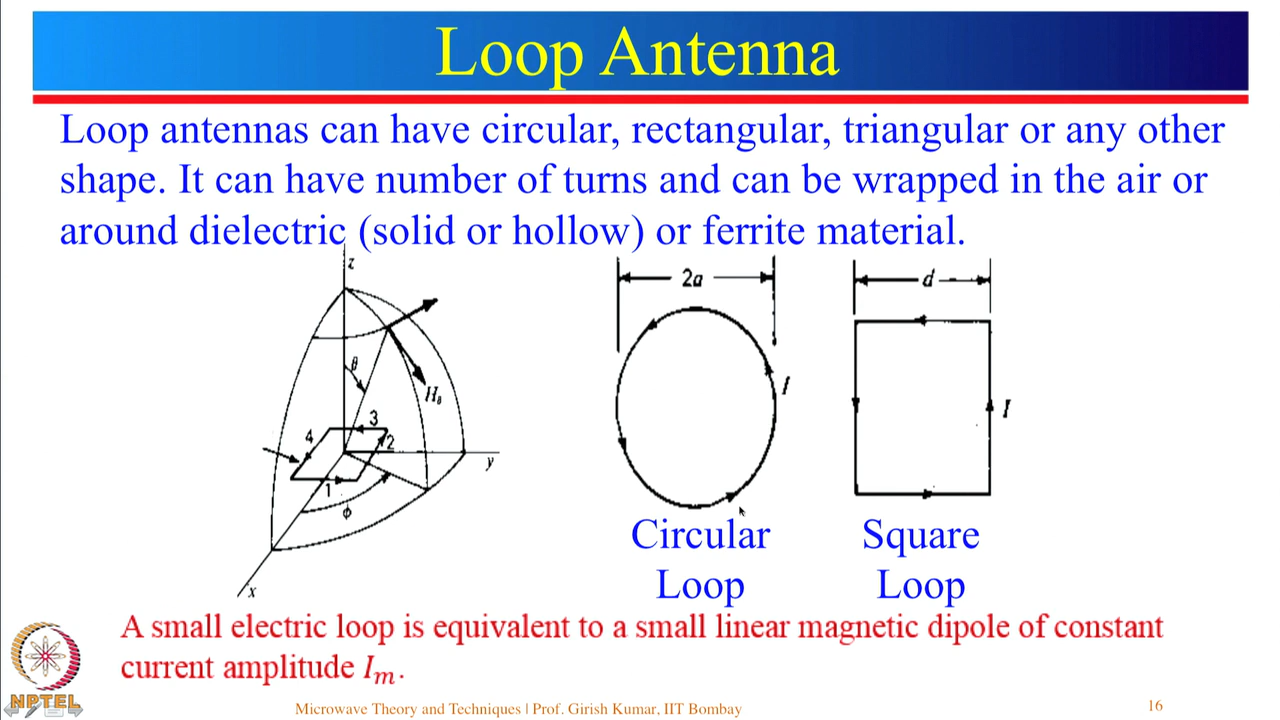 Loop Antenna
Loop antennas can have circular, rectangular, triangular or any other
shape. It can have number of turns and can be wrapped in the air or
around dielectric (solid or hollow) or ferrite material.
z
θ
H₀
3
4
2
y
1
ϕ
x
2a
I
d
I
Circular
Loop
Square
Loop
A small electric loop is equivalent to a small linear magnetic dipole of constant
current amplitude Iₘ.
NPTEL
Microwave Theory and Techniques | Prof. Girish Kumar, IIT Bombay
16